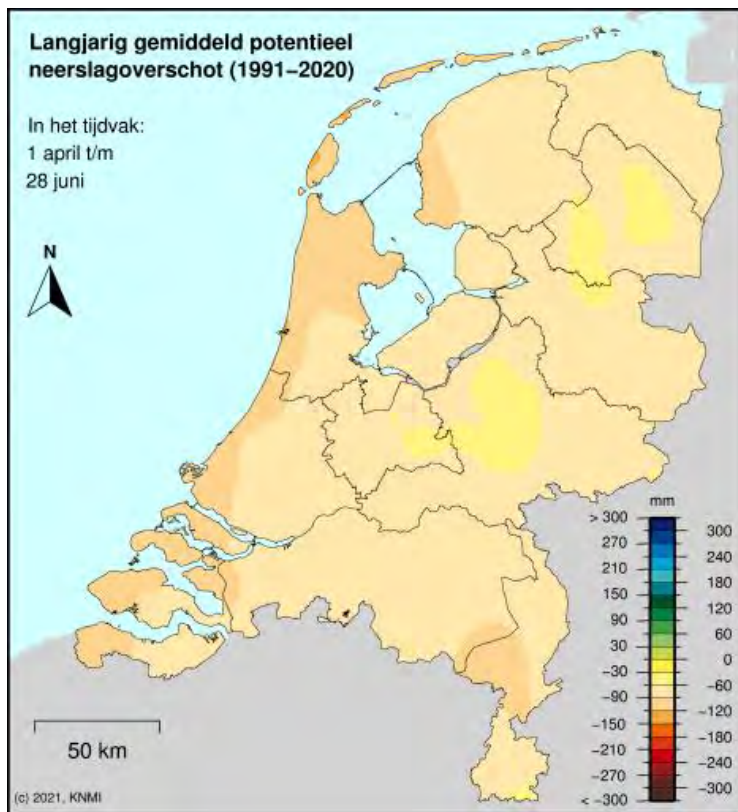 Langjarig gemiddeld potentieel
neerslagoverschot (1991–2020)
In het tijdvak:
1 april t/m
28 juni
N
mm
> 300
300
270
240
210
180
150
120
90
60
30
0
−30
−60
−90
−120
−150
−180
−210
−240
−270
−300
< −300
50 km
(c) 2021, KNMI